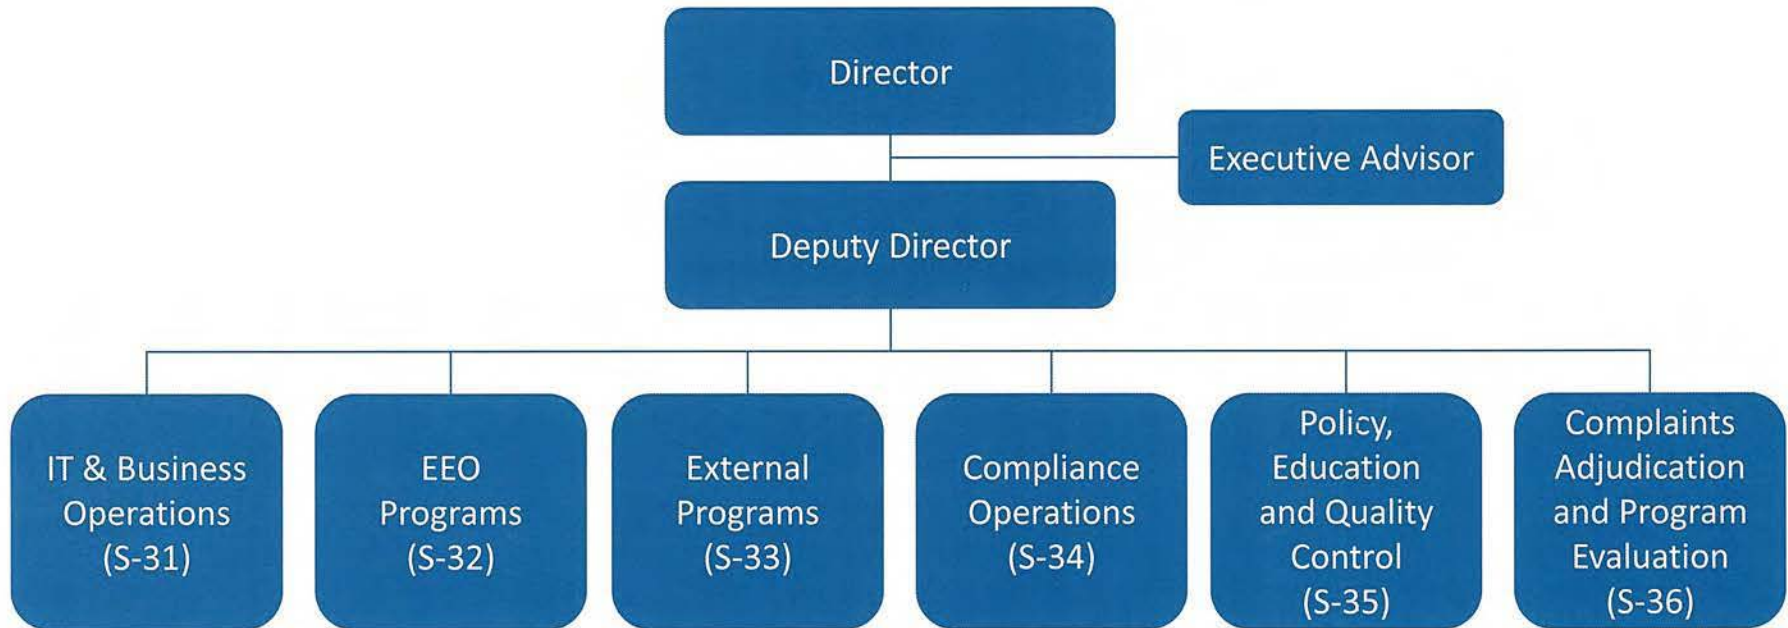 Director
Executive Advisor
Deputy Director
IT & Business
Operations
(S-31)
EEO
Programs
(S-32)
External
Programs
(S-33)
Compliance
Operations
(S-34)
Policy,
Education
and Quality
Control
(S-35)
Complaints
Adjudication
and Program
Evaluation
(S-36)